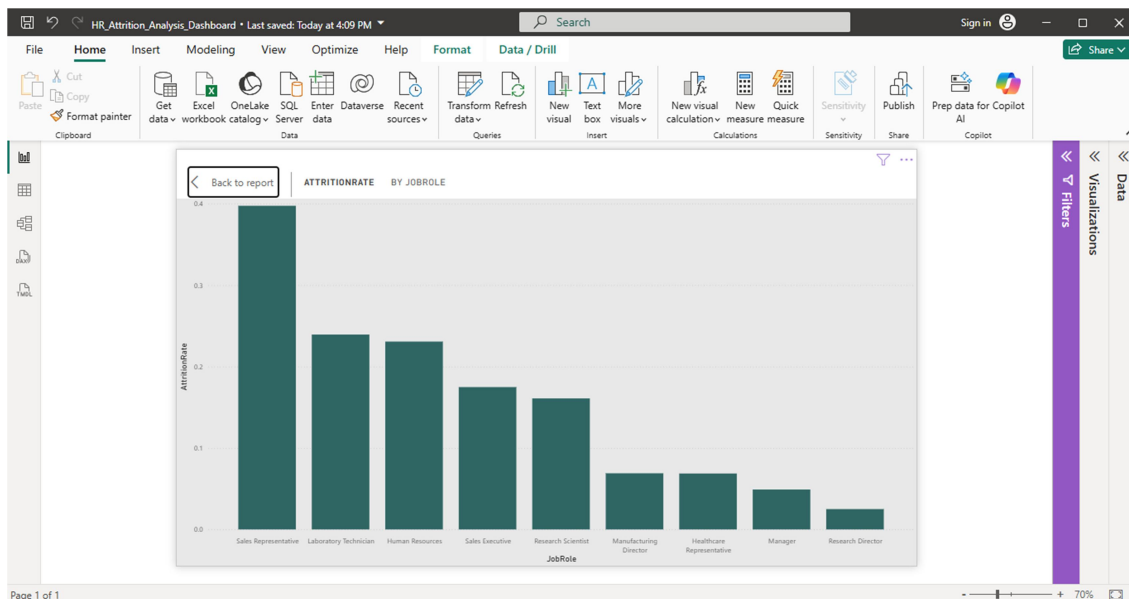 HR_Attrition_Analysis_Dashboard • Last saved: Today at 4:09 PM
Search
Sign in
File Home Insert Modeling View Optimize Help Format Data / Drill
Share
Paste
Cut
Copy
Format painter
Clipboard
Get data
Excel workbook
OneLake catalog
SQL Server
Enter data
Dataverse
Recent sources
Data
Transform data
Refresh
Queries
New visual
Text box
More visuals
Insert
New visual calculation
New measure
Quick measure
Calculations
Sensitivity
Sensitivity
Publish
Share
Prep data for AI
Copilot
Copilot
Back to report
ATTRITIONRATE BY JOBROLE
0.4
0.3
0.2
0.1
0.0
AttritionRate
Sales Representative
Laboratory Technician
Human Resources
Sales Executive
Research Scientist
Manufacturing
Director
Healthcare
Representative
Manager
Research Director
JobRole
Filters
Visualizations
Data
DAX
TMDL
Page 1 of 1
70%